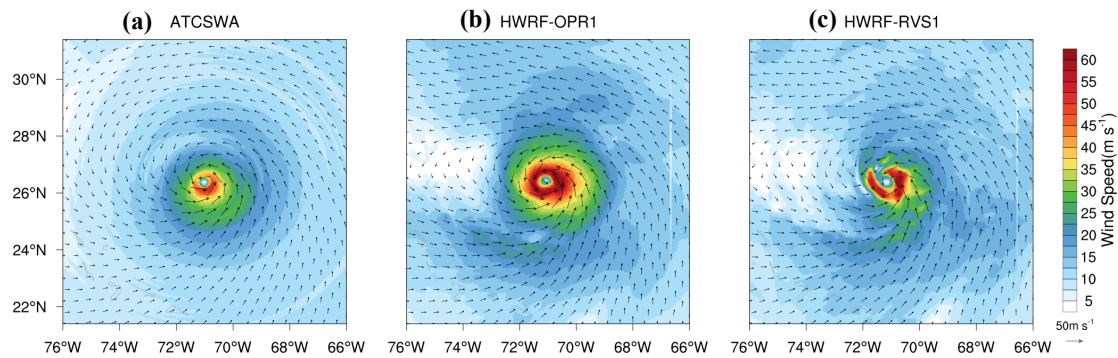 (a) ATCSWA
(b) HWRF-OPR1
(c) HWRF-RVS1
30°N
28°N
26°N
24°N
22°N
76°W 74°W 72°W 70°W 68°W 66°W
76°W 74°W 72°W 70°W 68°W 66°W
76°W 74°W 72°W 70°W 68°W 66°W
60
55
50
45
40
35
30
25
20
15
10
5
Wind Speed(m s⁻¹)
50m s⁻¹